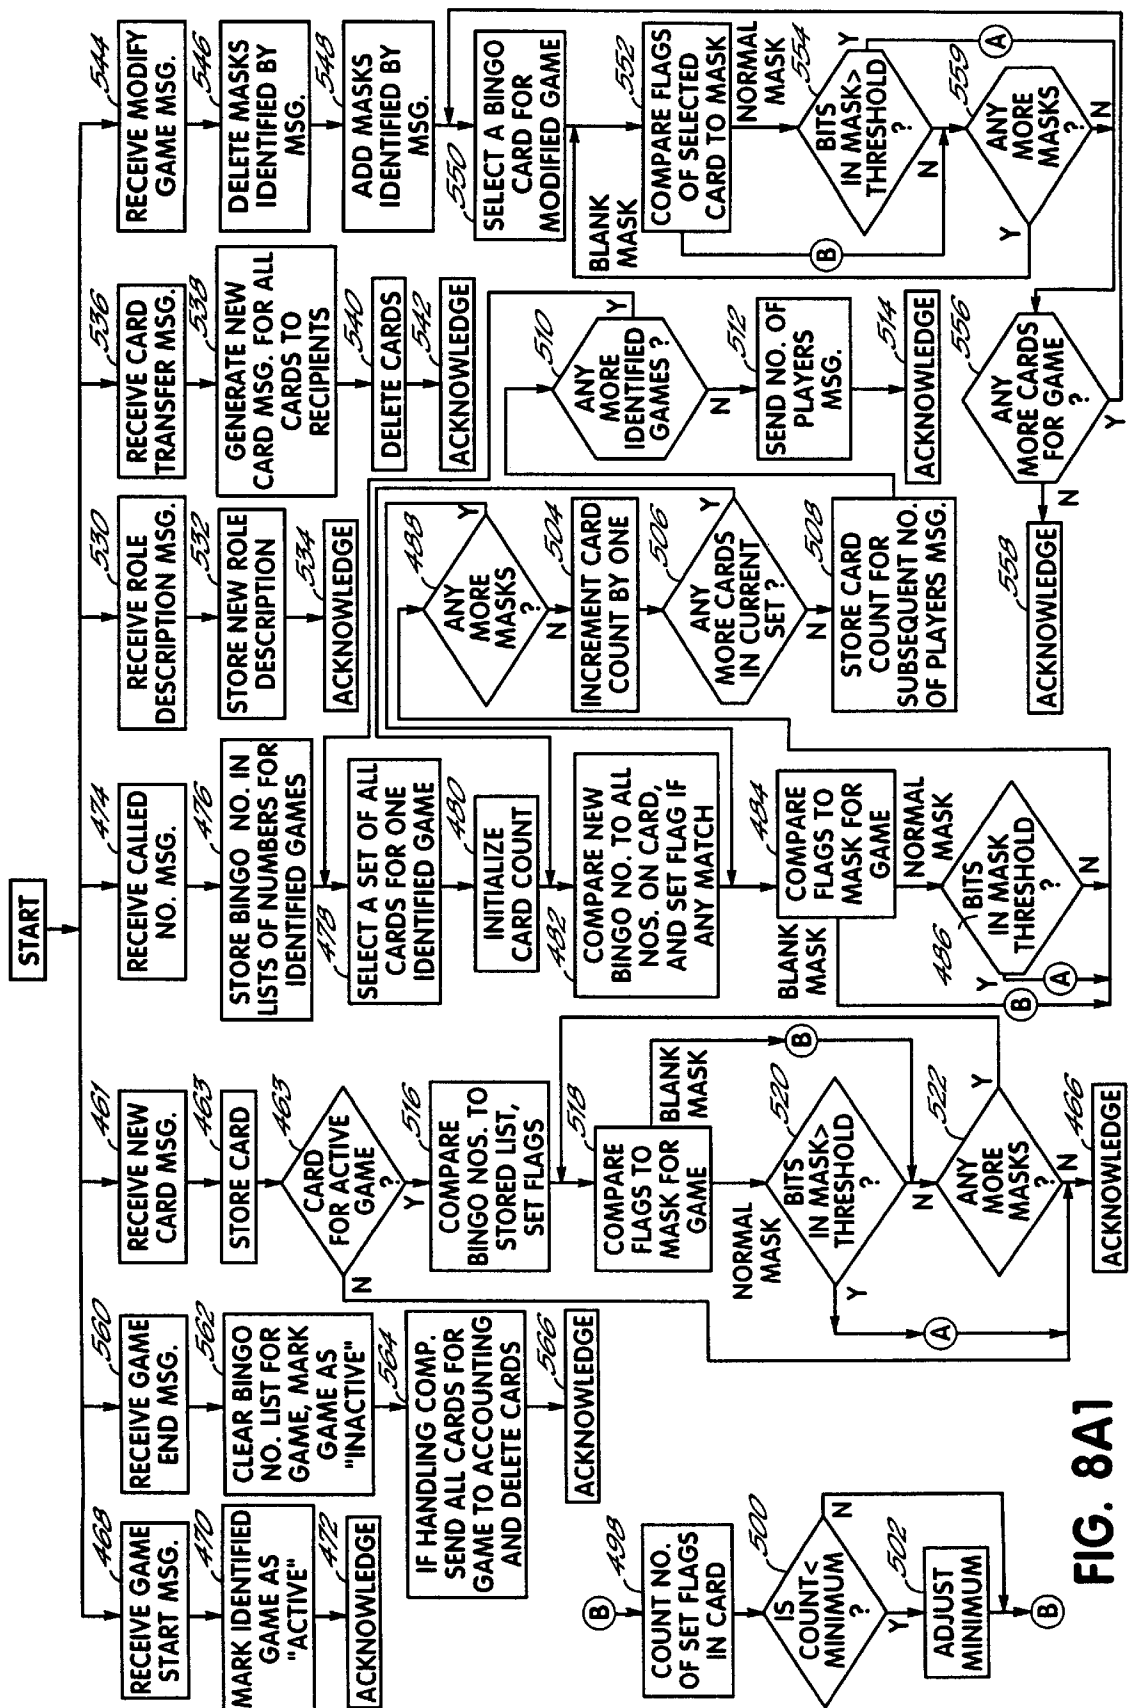 START
468
RECEIVE GAME
START MSG.
470
MARK IDENTIFIED
GAME AS
"ACTIVE"
472
ACKNOWLEDGE
560
RECEIVE GAME
END MSG.
562
CLEAR BINGO
NO. LIST FOR
GAME, MARK
GAME AS
"INACTIVE"
564
IF HANDLING COMP.
SEND ALL CARDS FOR
GAME TO ACCOUNTING
AND DELETE CARDS
566
ACKNOWLEDGE
461
RECEIVE NEW
CARD MSG.
463
STORE CARD
463
CARD
FOR ACTIVE
GAME
?
N
Y
516
COMPARE
BINGO NOS. TO
STORED LIST,
SET FLAGS
518
COMPARE
FLAGS TO
MASK FOR
GAME
BLANK
MASK
B
NORMAL
MASK
520
BITS
IN MASK>
THRESHOLD
?
Y
N
A
522
ANY
MORE
MASKS
?
Y
N
466
ACKNOWLEDGE
474
RECEIVE CALLED
NO. MSG.
476
STORE BINGO NO. IN
LISTS OF NUMBERS FOR
IDENTIFIED GAMES
478
SELECT A SET OF ALL
CARDS FOR ONE
IDENTIFIED GAME
480
INITIALIZE
CARD COUNT
482
COMPARE NEW
BINGO NO. TO ALL
NOS. ON CARD,
AND SET FLAG IF
ANY MATCH
484
COMPARE
FLAGS TO
MASK FOR
GAME
BLANK
MASK
NORMAL
MASK
486
BITS
IN MASK
THRESHOLD
?
Y
N
A
B
530
RECEIVE ROLE
DESCRIPTION MSG.
532
STORE NEW ROLE
DESCRIPTION
534
ACKNOWLEDGE
488
ANY
MORE
MASKS
?
Y
N
504
INCREMENT CARD
COUNT BY ONE
506
ANY
MORE CARDS
IN CURRENT
SET ?
Y
N
508
STORE CARD
COUNT FOR
SUBSEQUENT NO.
OF PLAYERS MSG.
536
RECEIVE CARD
TRANSFER MSG.
538
GENERATE NEW
CARD MSG. FOR ALL
CARDS TO
RECIPIENTS
540
DELETE CARDS
542
ACKNOWLEDGE
510
ANY
MORE
IDENTIFIED
GAMES ?
Y
N
512
SEND NO. OF
PLAYERS
MSG.
514
ACKNOWLEDGE
544
RECEIVE MODIFY
GAME MSG.
546
DELETE MASKS
IDENTIFIED BY
MSG.
548
ADD MASKS
IDENTIFIED BY
MSG.
550
SELECT A BINGO
CARD FOR
MODIFIED GAME
552
COMPARE FLAGS
OF SELECTED
CARD TO MASK
BLANK
MASK
B
NORMAL
MASK
554
BITS
IN MASK>
THRESHOLD
?
Y
N
A
559
ANY
MORE
MASKS
?
Y
N
556
ANY
MORE CARDS
FOR GAME
?
Y
N
558
ACKNOWLEDGE
B
498
COUNT NO.
OF SET FLAGS
IN CARD
500
IS
COUNT<
MINIMUM
?
N
Y
502
ADJUST
MINIMUM
B
FIG. 8A1